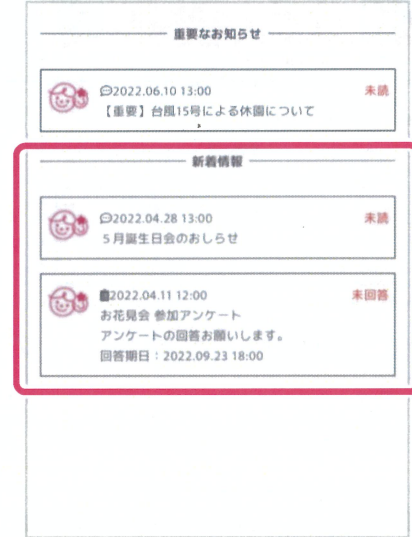 重要なお知らせ
2022.06.10 13:00 未読
【重要】台風15号による休園について
新着情報
2022.04.28 13:00 未読
5月誕生日会のおしらせ
2022.04.11 12:00 未回答
お花見会 参加アンケート
アンケートの回答お願いします。
回答期日：2022.09.23 18:00